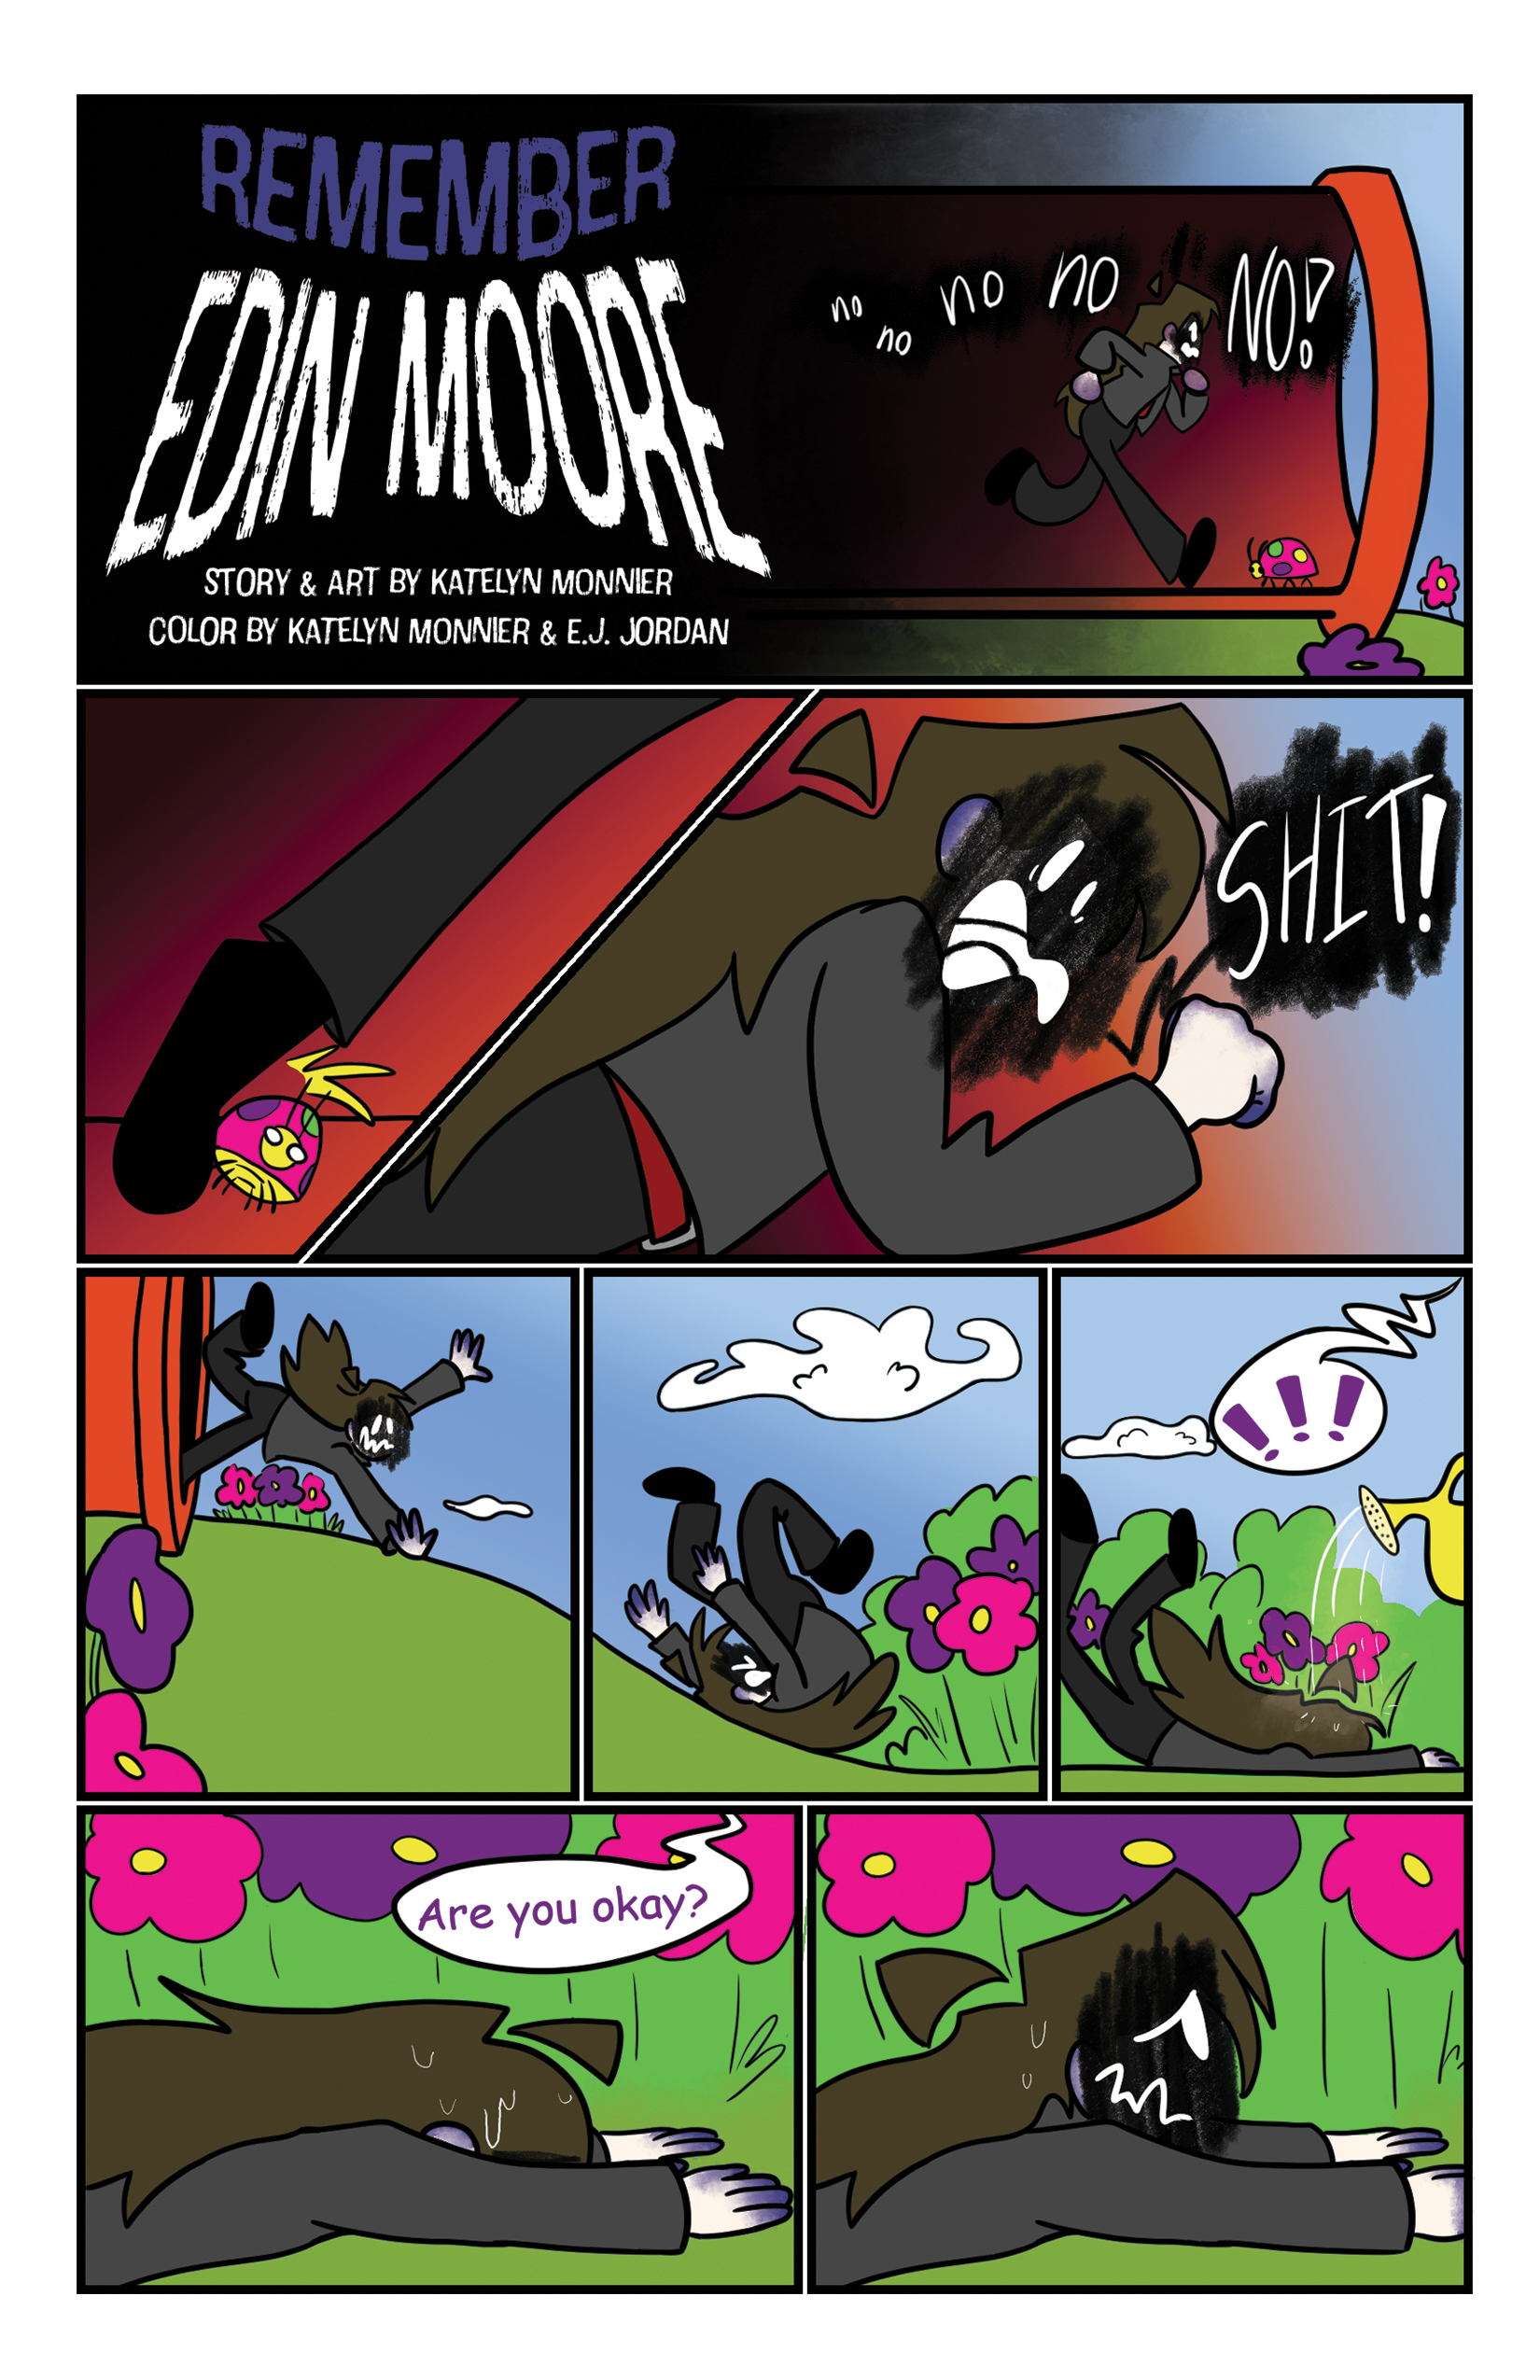 REMEMBER
EDIN MOORE
STORY & ART BY KATELYN MONNIER
COLOR BY KATELYN MONNIER & E.J. JORDAN
no
no
no
no
NO!
SHIT!
!!!
Are you okay?